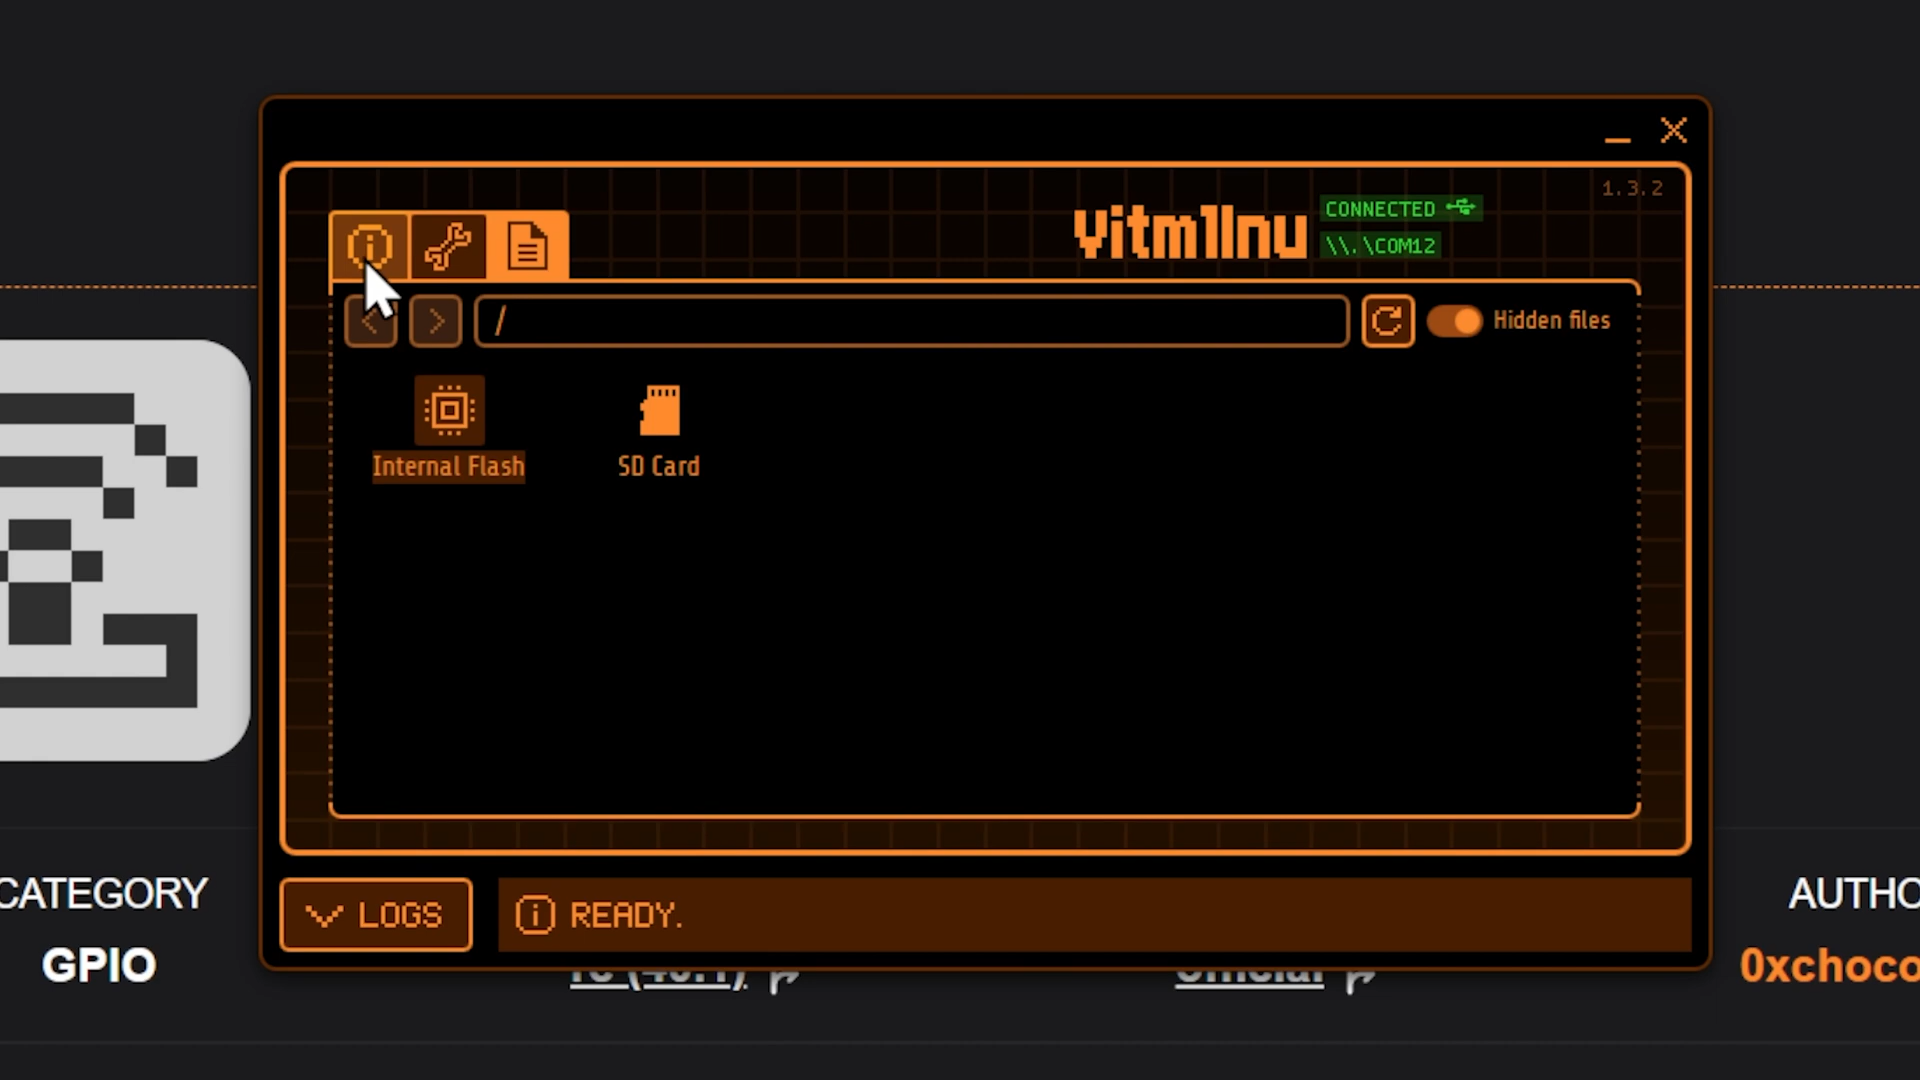 1.3.2
Vitm1lnu
CONNECTED
\\.\COM12
/
Hidden files
Internal Flash
SD Card
LOGS
READY.
CATEGORY
GPIO
AUTHO
0xchoco